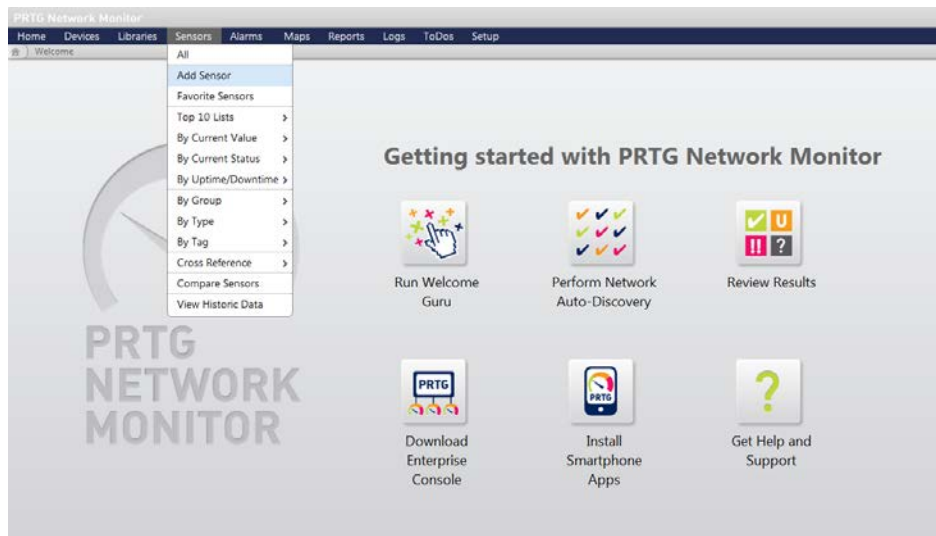 PRTG Network Monitor
Home Devices Libraries Sensors Alarms Maps Reports Logs ToDos Setup
Welcome
All
Add Sensor
Favorite Sensors
Top 10 Lists
By Current Value
By Current Status
By Uptime/Downtime
By Group
By Type
By Tag
Cross Reference
Compare Sensors
View Historic Data
PRTG
NETWORK
MONITOR
Getting started with PRTG Network Monitor
U
!! ?
Run Welcome
Guru
Perform Network
Auto-Discovery
Review Results
PRTG
PRTG
?
Download
Enterprise
Console
Install
Smartphone
Apps
Get Help and
Support